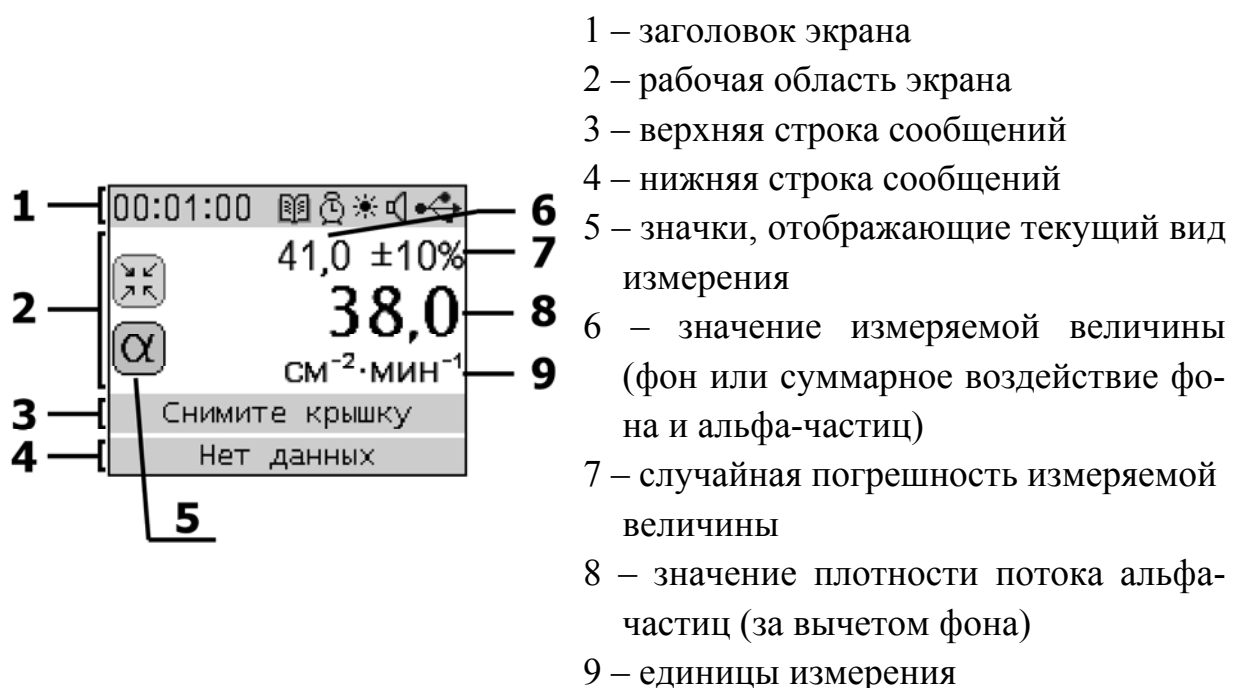 1 – заголовок экрана
2 – рабочая область экрана
3 – верхняя строка сообщений
4 – нижняя строка сообщений
5 – значки, отображающие текущий вид
измерения
6 – значение измеряемой величины
(фон или суммарное воздействие фо-
на и альфа-частиц)
7 – случайная погрешность измеряемой
величины
8 – значение плотности потока альфа-
частиц (за вычетом фона)
9 – единицы измерения
1
00:01:00
6
41,0 ±10%
7
2
38,0
8
α
см⁻²·мин⁻¹
9
3
Снимите крышку
4
Нет данных
5